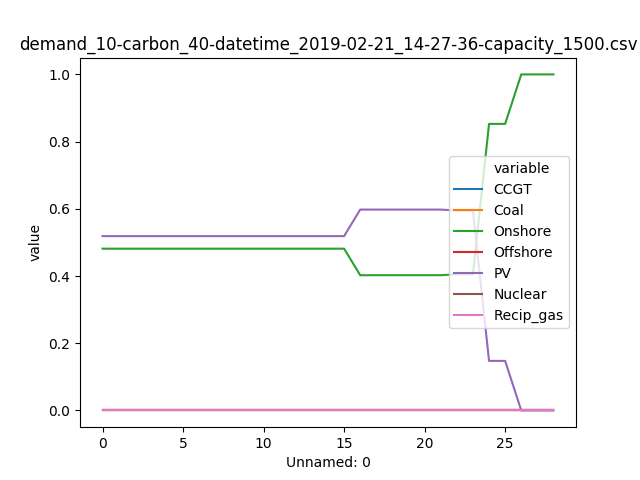 demand_10-carbon_40-datetime_2019-02-21_14-27-36-capacity_1500.csv
1.0
0.8
0.6
0.4
0.2
0.0
value
variable
CCGT
Coal
Onshore
Offshore
PV
Nuclear
Recip_gas
0 5 10 15 20 25
Unnamed: 0